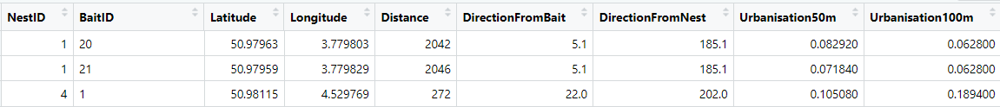 NestID BaitID Latitude Longitude Distance DirectionFromBait DirectionFromNest Urbanisation50m Urbanisation100m
1 20 50.97963 3.779803 2042 5.1 185.1 0.082920 0.062800
1 21 50.97959 3.779829 2046 5.1 185.1 0.071840 0.062800
4 1 50.98115 4.529769 272 22.0 202.0 0.105080 0.189400